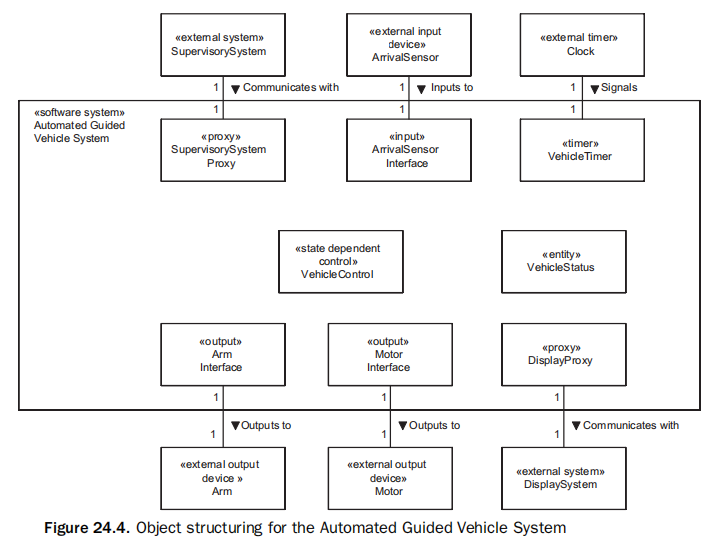 «external system»
SupervisorySystem
«external input
device»
ArrivalSensor
«external timer»
Clock
1
▼ Communicates with
1
▼ Inputs to
1
▼ Signals
1
1
1
«software system»
Automated Guided
Vehicle System
«proxy»
SupervisorySystem
Proxy
«input»
ArrivalSensor
Interface
«timer»
VehicleTimer
«state dependent
control»
VehicleControl
«entity»
VehicleStatus
«output»
Arm
Interface
«output»
Motor
Interface
«proxy»
DisplayProxy
1
1
1
▼Outputs to
▼ Outputs to
▼ Communicates with
1
1
1
«external output
device »
Arm
«external output
device»
Motor
«external system»
DisplaySystem
Figure 24.4. Object structuring for the Automated Guided Vehicle System